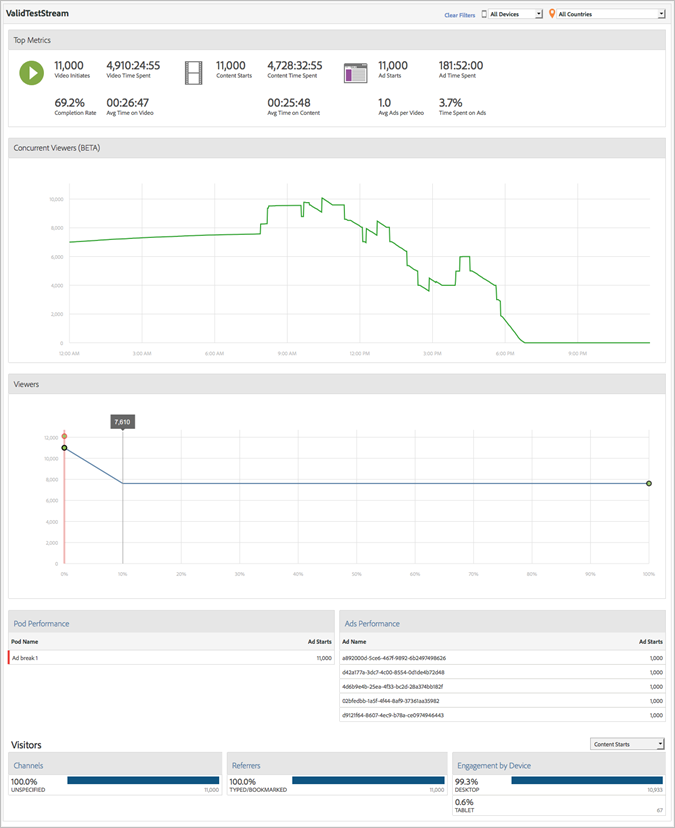 ValidTestStream
Clear Filters All Devices All Countries
Top Metrics
11,000 4,910:24:55 11,000 4,728:32:55 11,000 181:52:00
Video Initiates Video Time Spent Content Starts Content Time Spent Ad Starts Ad Time Spent
69.2% 00:26:47 00:25:48 1.0 3.7%
Completion Rate Avg Time on Video Avg Time on Content Avg Ads per Video Time Spent on Ads
Concurrent Viewers (BETA)
10,000
8,000
6,000
4,000
2,000
0
12:00 AM 3:00 AM 6:00 AM 9:00 AM 12:00 PM 3:00 PM 6:00 PM 9:00 PM
Viewers
7,610
12,000
10,000
8,000
6,000
4,000
2,000
0
0% 10% 20% 30% 40% 50% 60% 70% 80% 90% 100%
Pod Performance
Pod Name Ad Starts
Ad break 1 11,000
Ads Performance
Ad Name Ad Starts
a892000d-5ce6-467f-9892-6b2497498626 1,000
d42a177a-3dc7-4c00-8554-0d1de4b72d48 1,000
4d6b9e4b-25ea-4f33-bc2d-28a374bb182f 1,000
02bfedbb-1a5f-4f44-8af9-37361aa35982 1,000
d9121f64-8607-4ec9-b78a-ce0974946443 1,000
Visitors
Content Starts
Channels
100.0%
UNSPECIFIED 11,000
Referrers
100.0%
TYPED/BOOKMARKED 11,000
Engagement by Device
99.3%
DESKTOP 10,933
0.6%
TABLET 67